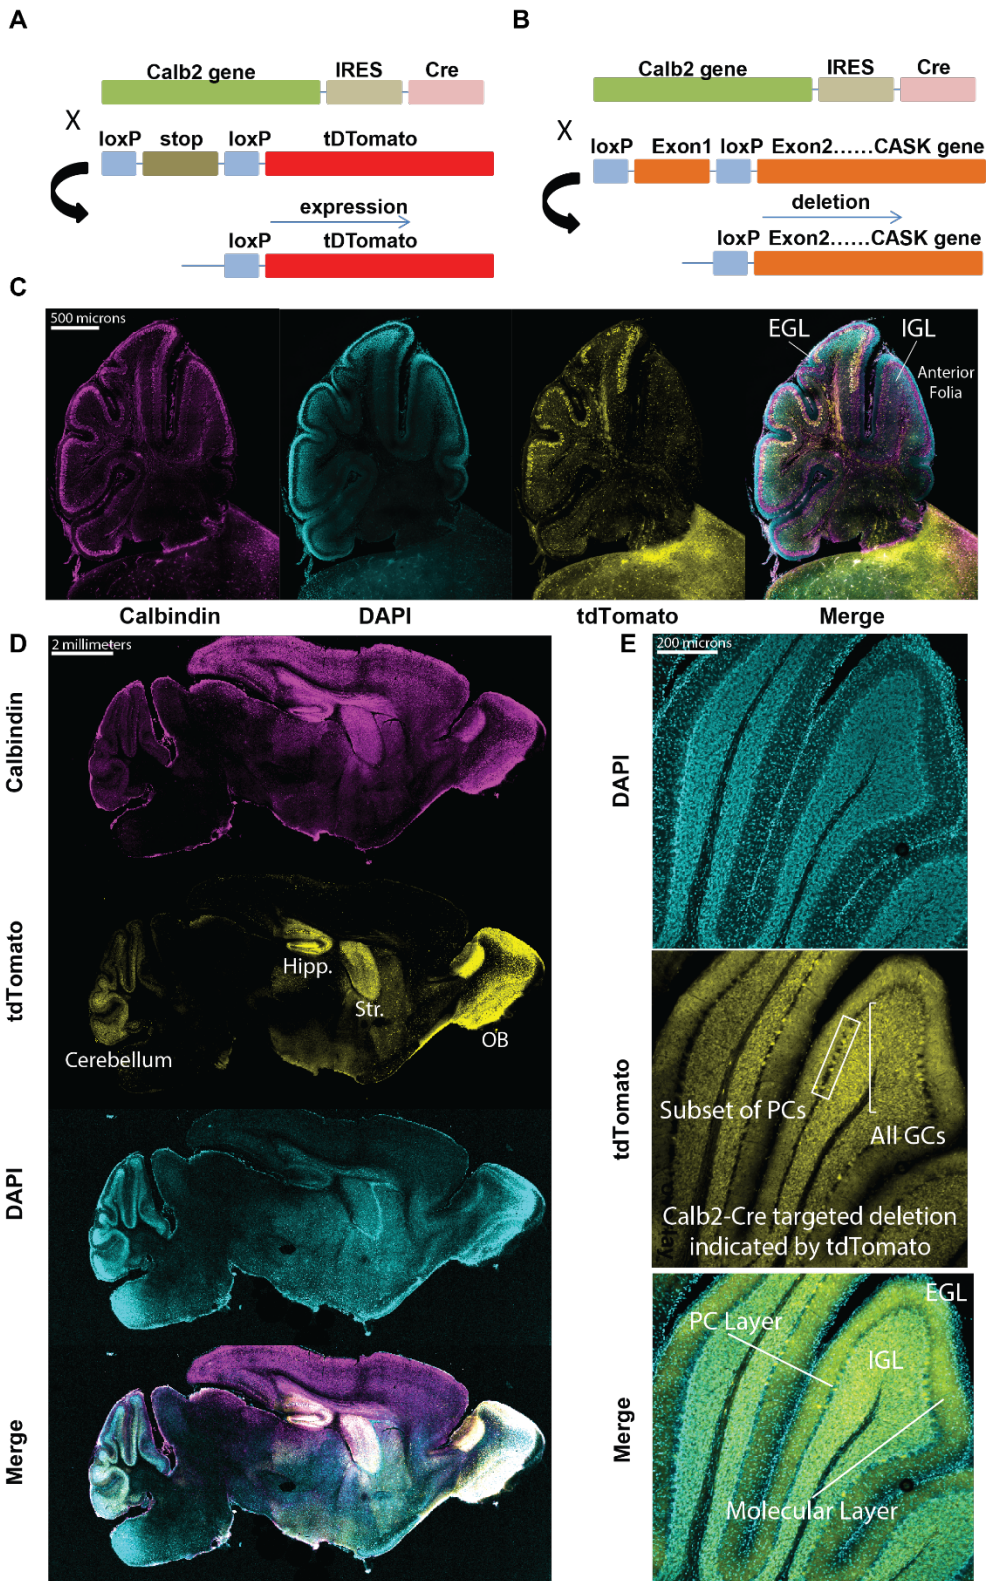 A
Calb2 gene IRES Cre
X
loxP stop loxP tDTomato
expression
loxP tDTomato
B
Calb2 gene IRES Cre
X
loxP Exon1 loxP Exon2......CASK gene
deletion
loxP Exon2......CASK gene
C
500 microns
EGL
IGL
Anterior
Folia
Calbindin DAPI tdTomato Merge
D
2 millimeters
Calbindin
tdTomato
Hipp.
Str.
OB
Cerebellum
DAPI
Merge
E
200 microns
DAPI
tdTomato
Subset of PCs
All GCs
Calb2-Cre targeted deletion
indicated by tdTomato
Merge
EGL
PC Layer
IGL
Molecular Layer